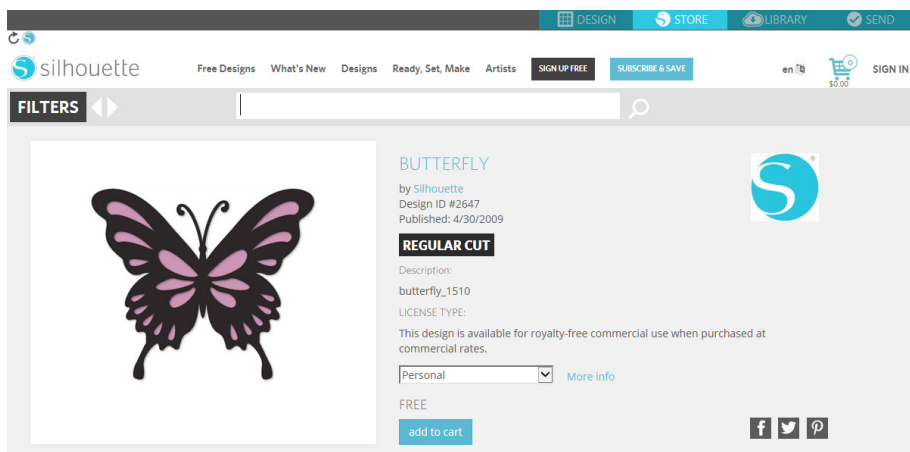 DESIGN STORE LIBRARY SEND
silhouette Free Designs What's New Designs Ready, Set, Make Artists SIGN UP FREE SUBSCRIBE & SAVE en 0 SIGN IN
$0.00
FILTERS
BUTTERFLY
by Silhouette
Design ID #2647
Published: 4/30/2009
REGULAR CUT
Description:
butterfly_1510
LICENSE TYPE:
This design is available for royalty-free commercial use when purchased at
commercial rates.
Personal More info
FREE
add to cart